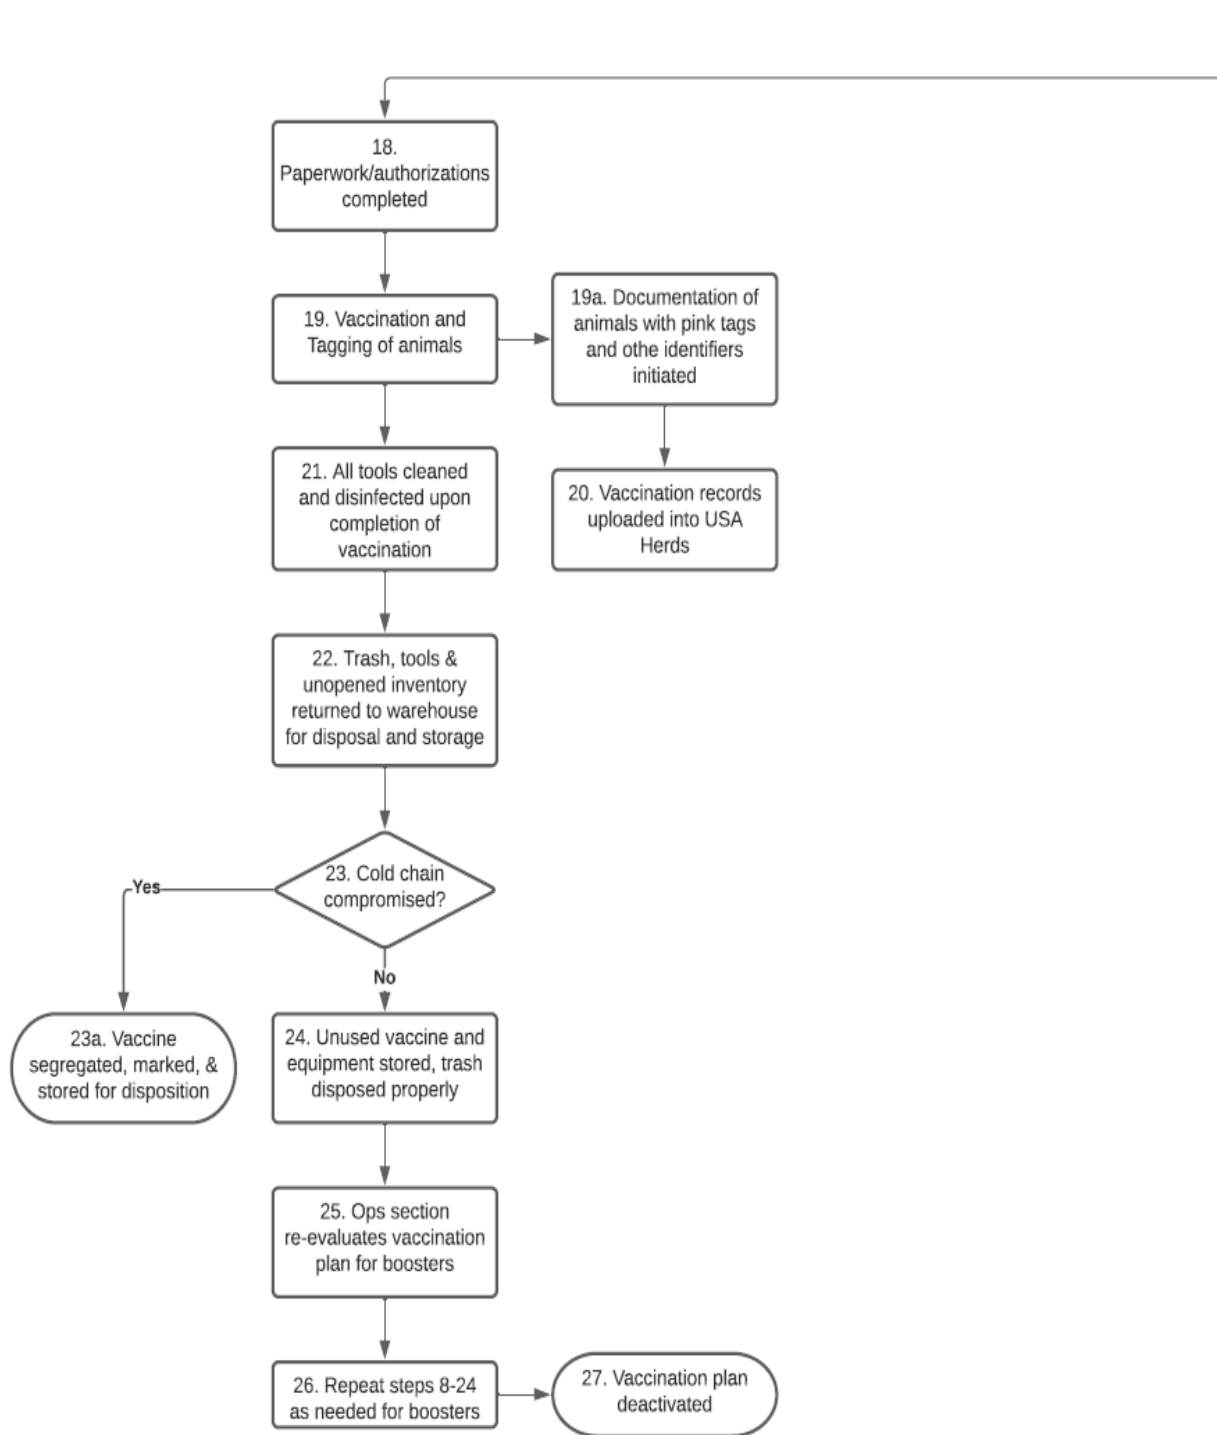 18.
Paperwork/authorizations
completed
19. Vaccination and
Tagging of animals
19a. Documentation of
animals with pink tags
and othe identifiers
initiated
21. All tools cleaned
and disinfected upon
completion of
vaccination
20. Vaccination records
uploaded into USA
Herds
22. Trash, tools &
unopened inventory
returned to warehouse
for disposal and storage
23. Cold chain
compromised?
Yes
No
23a. Vaccine
segregated, marked, &
stored for disposition
24. Unused vaccine and
equipment stored, trash
disposed properly
25. Ops section
re-evaluates vaccination
plan for boosters
26. Repeat steps 8-24
as needed for boosters
27. Vaccination plan
deactivated